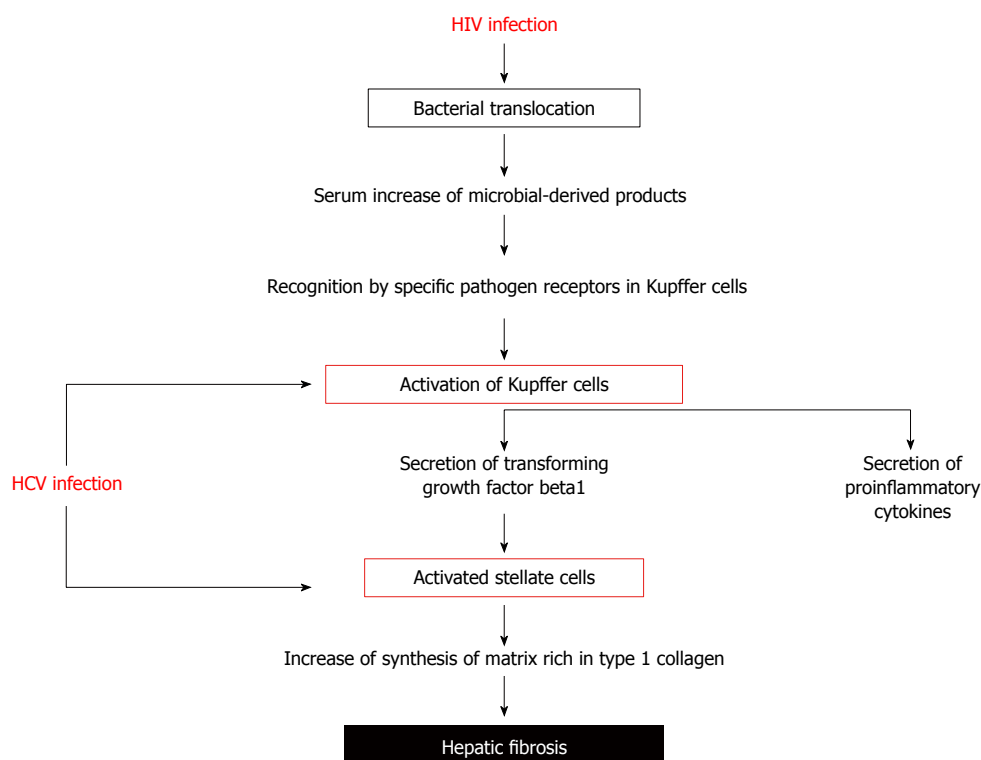 HIV infection
Bacterial translocation
Serum increase of microbial-derived products
Recognition by specific pathogen receptors in Kupffer cells
Activation of Kupffer cells
HCV infection
Secretion of transforming
growth factor beta1
Secretion of
proinflammatory
cytokines
Activated stellate cells
Increase of synthesis of matrix rich in type 1 collagen
Hepatic fibrosis